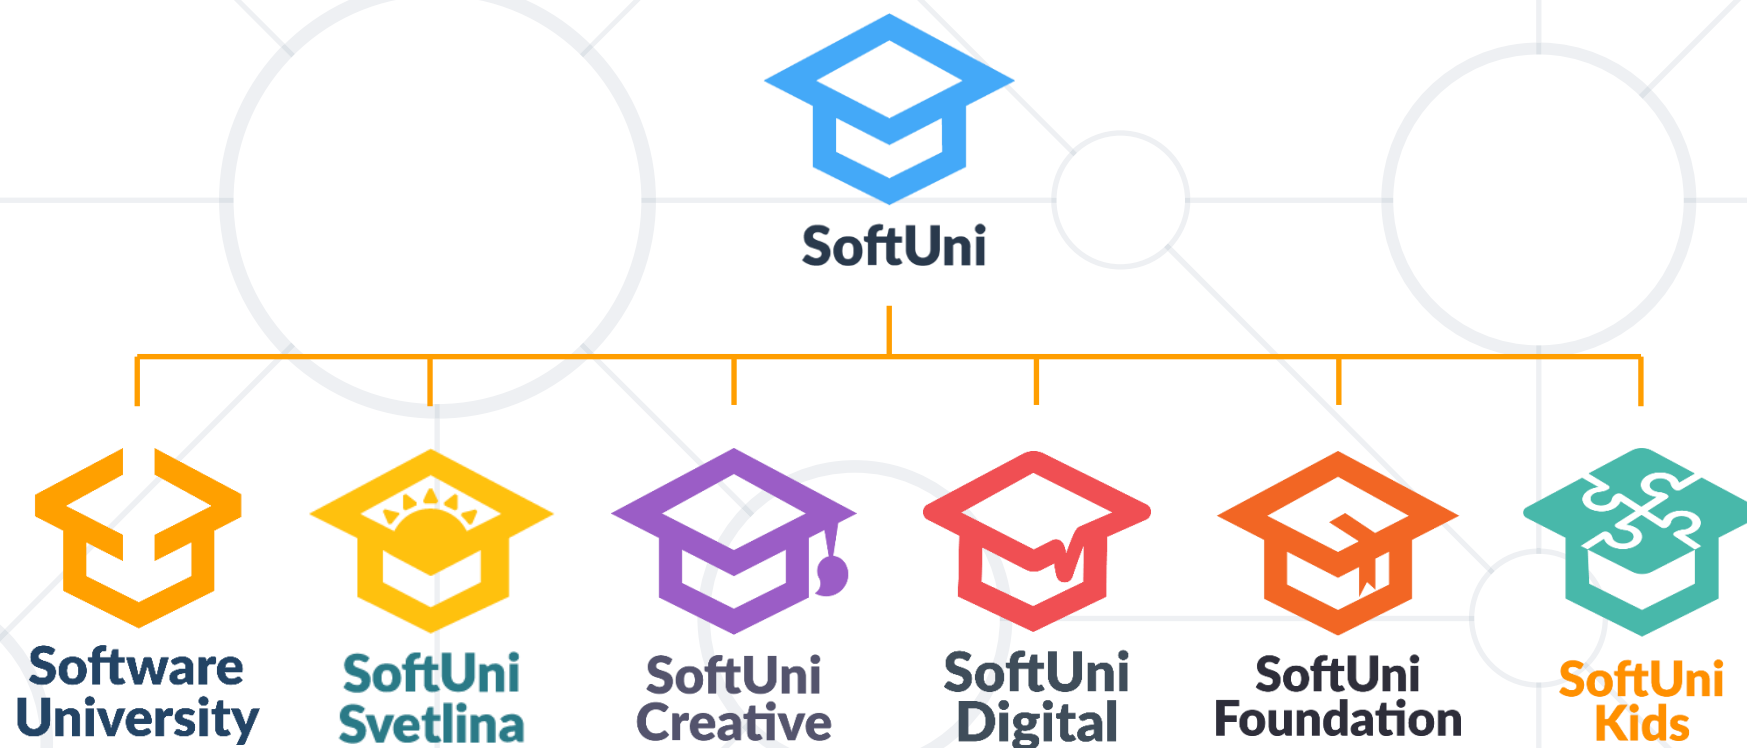 SoftUni
Software
University
SoftUni
Svetlina
SoftUni
Creative
SoftUni
Digital
SoftUni
Foundation
SoftUni
Kids